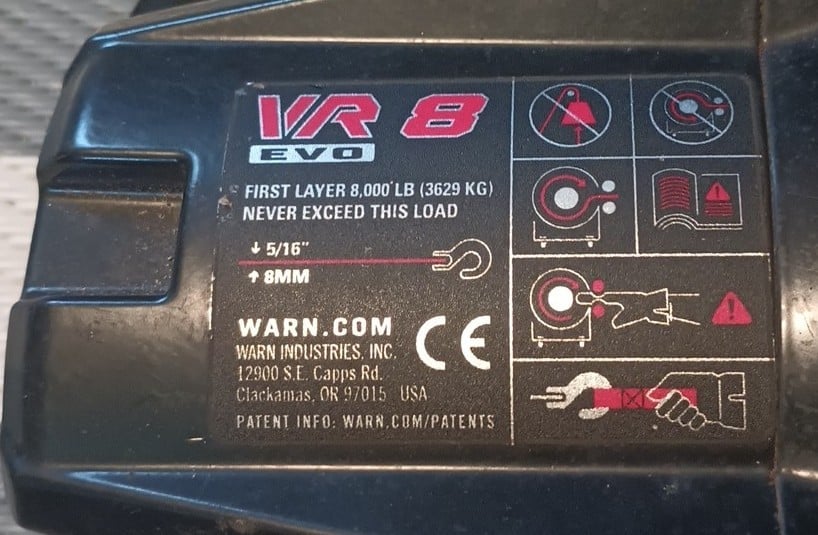 VR 8
EVO
FIRST LAYER 8,000 LB (3629 KG)
NEVER EXCEED THIS LOAD
5/16"
8MM
WARN.COM
CE
WARN INDUSTRIES, INC.
12900 S.E. Capps Rd.
Clackamas, OR 97015 USA
PATENT INFO: WARN.COM/PATENTS